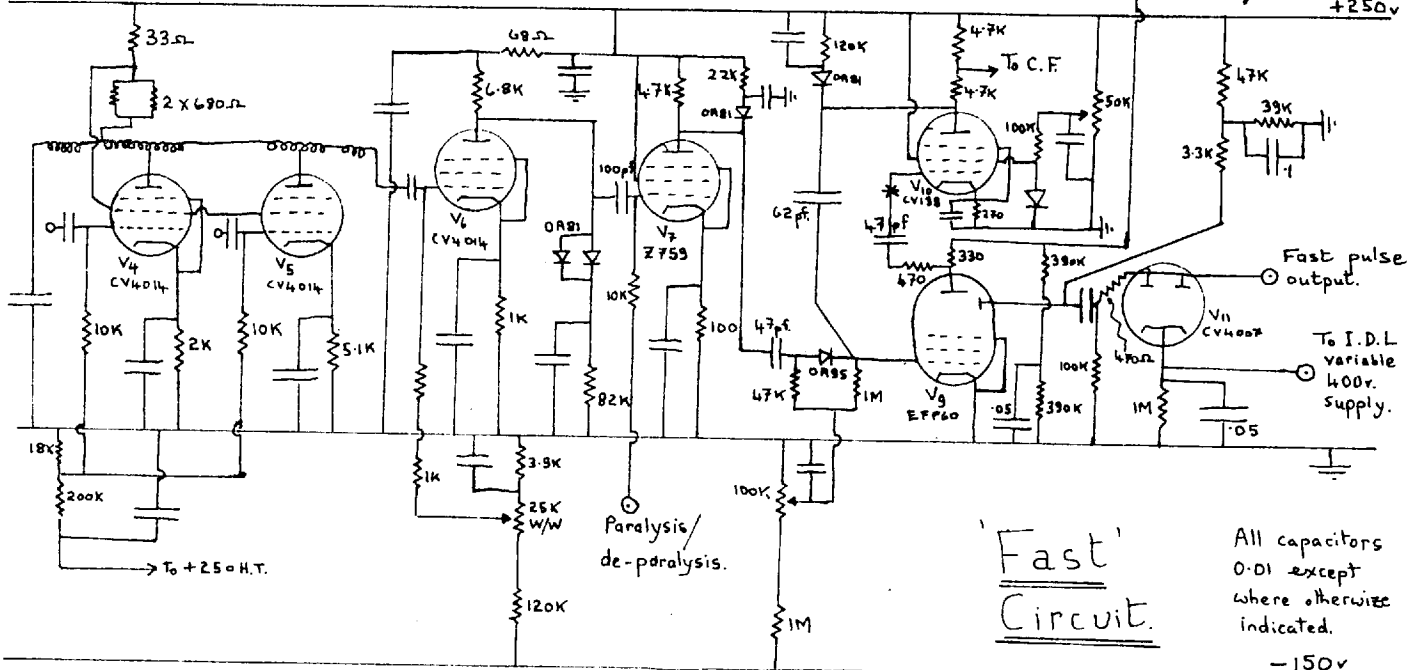 +250v
33Ω
2 X 680Ω
68Ω
6.8K
4.7K
22K
OA81
120K
OA81
4.7K
To C.F.
4.7K
50K
100K
47K
39K
3.3K
.1
V4
CV4014
V5
CV4014
V6
CV4014
100pf
V7
Z759
OA81
62pf.
V10
CV138
270
47pf
330
470
390K
Fast pulse
output.
V11
CV4007
470Ω
To I.D.L
variable
400v.
Supply.
10K
2K
10K
5.1K
1K
10K
100
47pf.
OA95
47K
1M
V9
EFP60
.05
390K
100K
1M
.05
82K
18K
200K
To +250 H.T.
1K
3.9K
25K
W/W
120K
Paralysis/
de-paralysis.
100K
1M
'Fast'
Circuit.
All capacitors
0.01 except
where otherwize
indicated.
-150v